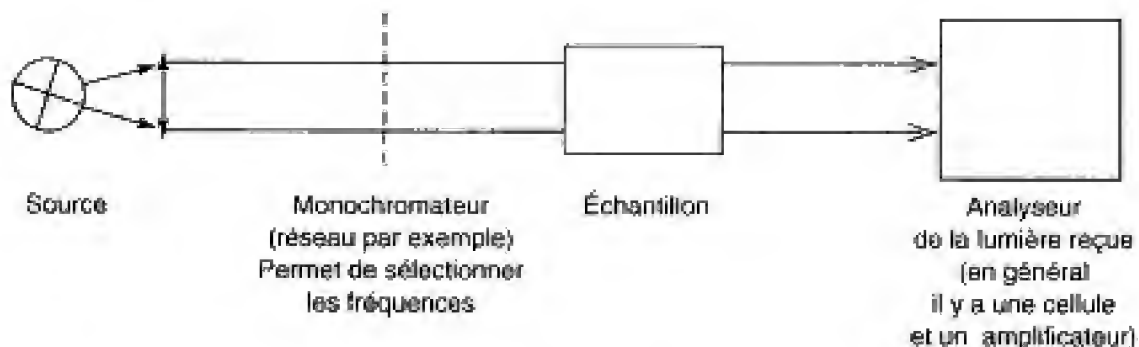 Source
Monochromateur
(réseau par exemple)
Permet de sélectionner
les fréquences
Échantillon
Analyseur
de la lumière reçue
(en général
il y a une cellule
et un amplificateur)